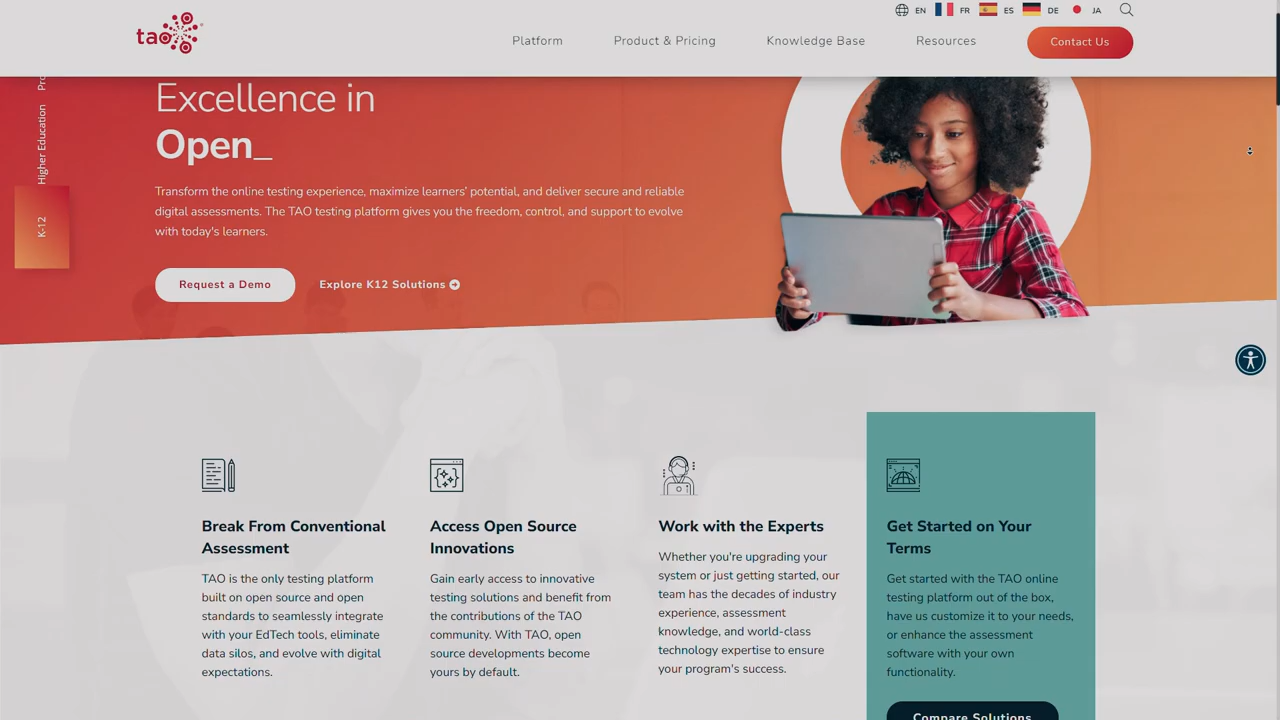 EN FR ES DE JA
tao
Platform Product & Pricing Knowledge Base Resources Contact Us
Higher Education
K-12
Excellence in
Open_
Transform the online testing experience, maximize learners' potential, and deliver secure and reliable
digital assessments. The TAO testing platform gives you the freedom, control, and support to evolve
with today's learners.
Request a Demo Explore K12 Solutions
Break From Conventional
Assessment
TAO is the only testing platform
built on open source and open
standards to seamlessly integrate
with your EdTech tools, eliminate
data silos, and evolve with digital
expectations.
Access Open Source
Innovations
Gain early access to innovative
testing solutions and benefit from
the contributions of the TAO
community. With TAO, open
source developments become
yours by default.
Work with the Experts
Whether you're upgrading your
system or just getting started, our
team has the decades of industry
experience, assessment
knowledge, and world-class
technology expertise to ensure
your program's success.
Get Started on Your
Terms
Get started with the TAO online
testing platform out of the box,
have us customize it to your needs,
or enhance the assessment
software with your own
functionality.
Compare Solutions